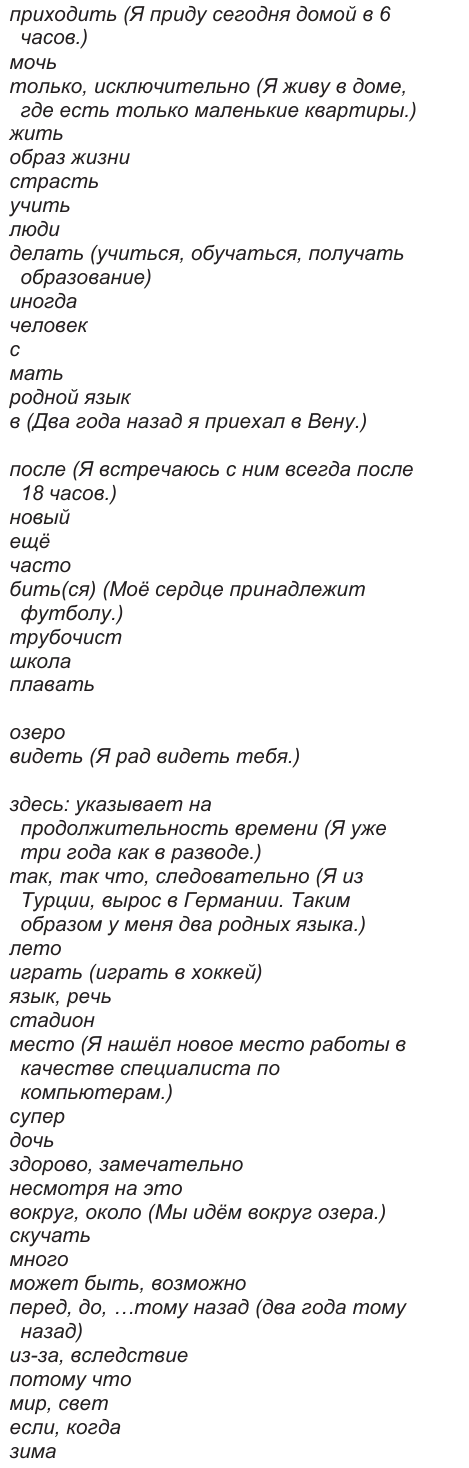 приходить (Я приду сегодня домой в 6
часов.)
мочь
только, исключительно (Я живу в доме,
где есть только маленькие квартиры.)
жить
образ жизни
страсть
учить
люди
делать (учиться, обучаться, получать
образование)
иногда
человек
с
мать
родной язык
в (Два года назад я приехал в Вену.)
после (Я встречаюсь с ним всегда после
18 часов.)
новый
ещё
часто
бить(ся) (Моё сердце принадлежит
футболу.)
трубочист
школа
плавать
озеро
видеть (Я рад видеть тебя.)
здесь: указывает на
продолжительность времени (Я уже
три года как в разводе.)
так, так что, следовательно (Я из
Турции, вырос в Германии. Таким
образом у меня два родных языка.)
лето
играть (играть в хоккей)
язык, речь
стадион
место (Я нашёл новое место работы в
качестве специалиста по
компьютерам.)
супер
дочь
здорово, замечательно
несмотря на это
вокруг, около (Мы идём вокруг озера.)
скучать
много
может быть, возможно
перед, до, …тому назад (два года тому
назад)
из-за, вследствие
потому что
мир, свет
если, когда
зима